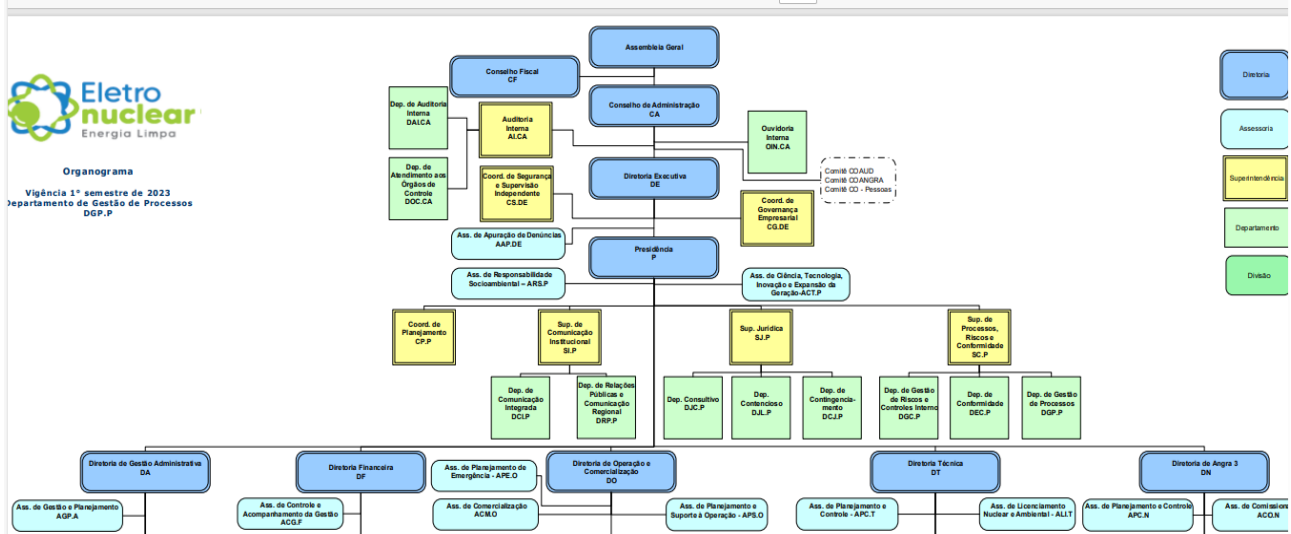 Eletro
nuclear
Energia Limpa
Organograma
Vigência 1° semestre de 2023
Departamento de Gestão de Processos
DGP.P
Assembleia Geral
Conselho Fiscal
CF
Conselho de Administração
CA
Dep. de Auditoria
Interna
DAI.CA
Auditoria
Interna
AI.CA
Ouvidoria
Interna
OIN.CA
Dep. de
Atendimento aos
Órgãos de
Controle
DOC.CA
Coord. de Segurança
e Supervisão
Independente
CS.DE
Diretoria Executiva
DE
Comitê COAUD
Comitê COANGRA
Comitê CO - Pessoas
Coord. de
Governança
Empresarial
CG.DE
Ass. de Apuração de Denúncias
AAP.DE
Presidência
P
Ass. de Responsabilidade
Socioambiental – ARS.P
Ass. de Ciência, Tecnologia,
Inovação e Expansão da
Geração-ACT.P
Diretoria
Assessoria
Superintendência
Departamento
Divisão
Coord. de
Planejamento
CP.P
Sup. de
Comunicação
Institucional
SI.P
Sup. Jurídica
SJ.P
Sup. de
Processos,
Riscos e
Conformidade
SC.P
Dep. de
Comunicação
Integrada
DCI.P
Dep. de Relações
Públicas e
Comunicação
Regional
DRP.P
Dep. Consultivo
DJC.P
Dep.
Contencioso
DJL.P
Dep. de
Contingencia-
mento
DCJ.P
Dep. de Gestão
de Riscos e
Controles Interno
DGC.P
Dep. de
Conformidade
DEC.P
Dep. de Gestão
de Processos
DGP.P
Diretoria de Gestão Administrativa
DA
Diretoria Financeira
DF
Ass. de Planejamento de
Emergência - APE.O
Diretoria de Operação e
Comercialização
DO
Diretoria Técnica
DT
Diretoria de Angra 3
DN
Ass. de Gestão e Planejamento
AGP.A
Ass. de Controle e
Acompanhamento da Gestão
ACG.F
Ass. de Comercialização
ACM.O
Ass. de Planejamento e
Suporte à Operação - APS.O
Ass. de Planejamento e
Controle - APC.T
Ass. de Licenciamento
Nuclear e Ambiental - ALI.T
Ass. de Planejamento e Controle
APC.N
Ass. de Comission
ACO.N